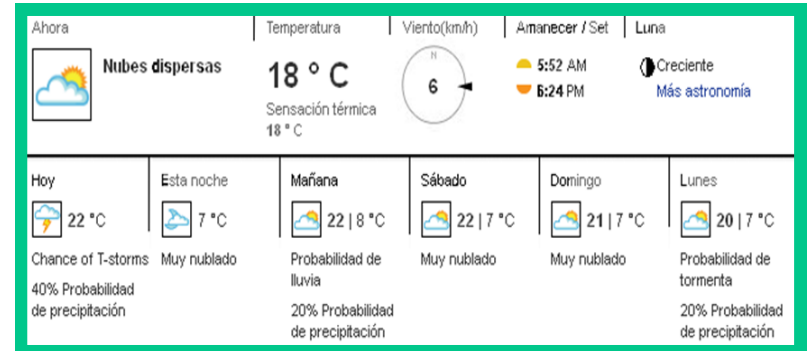 Ahora
Nubes dispersas
Temperatura
18 ° C
Sensación térmica
18 ° C
Viento(km/h)
N
6
Amanecer / Set
5:52 AM
6:24 PM
Luna
Creciente
Más astronomía
Hoy
22 °C
Chance of T-storms
40% Probabilidad
de precipitación
Esta noche
7 °C
Muy nublado
Mañana
22 | 8 °C
Probabilidad de
lluvia
20% Probabilidad
de precipitación
Sábado
22 | 7 °C
Muy nublado
Domingo
21 | 7 °C
Muy nublado
Lunes
20 | 7 °C
Probabilidad de
tormenta
20% Probabilidad
de precipitación